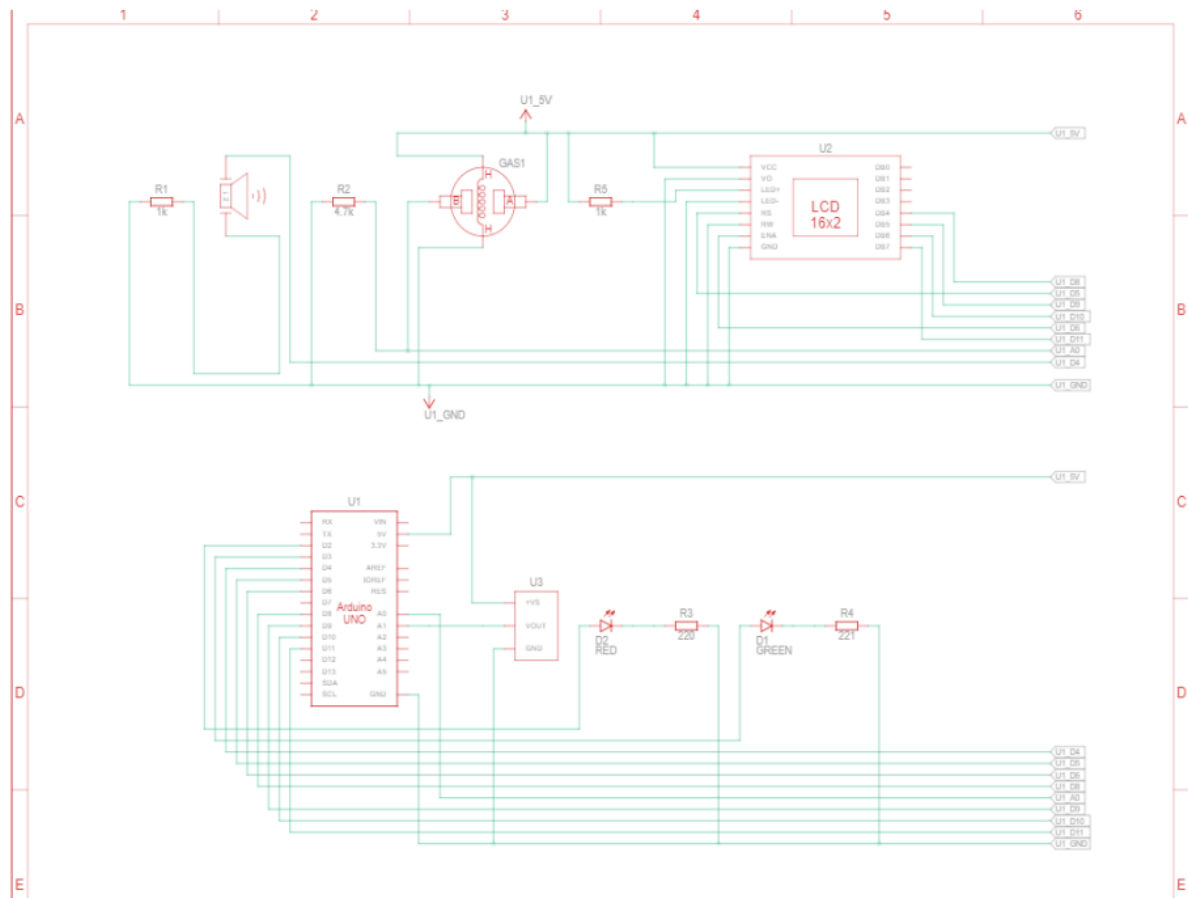 1 2 3 4 5 6
A A
U1_5V
U1_5V
GAS1
U2
H
B A
H
R1
1k
R2
4.7k
R5
1k
VCC
VO
LED+
LED-
RS
RW
ENA
GND
LCD
16x2
DB0
DB1
DB2
DB3
DB4
DB5
DB6
DB7
B B
U1_D8
U1_D5
U1_D9
U1_D10
U1_D6
U1_D11
U1_A0
U1_D4
U1_GND
U1_GND
C C
U1_5V
U1
RX
TX
D2
D3
D4
D5
D6
D7
D8
D9
D10
D11
D12
D13
SDA
SCL
Arduino
UNO
VIN
5V
3.3V
AREF
IOREF
RES
A0
A1
A2
A3
A4
A5
GND
U3
+VS
VOUT
GND
D2
RED
R3
220
D1
GREEN
R4
221
D D
U1_D4
U1_D5
U1_D6
U1_D8
U1_A0
U1_D9
U1_D10
U1_D11
U1_GND
E E